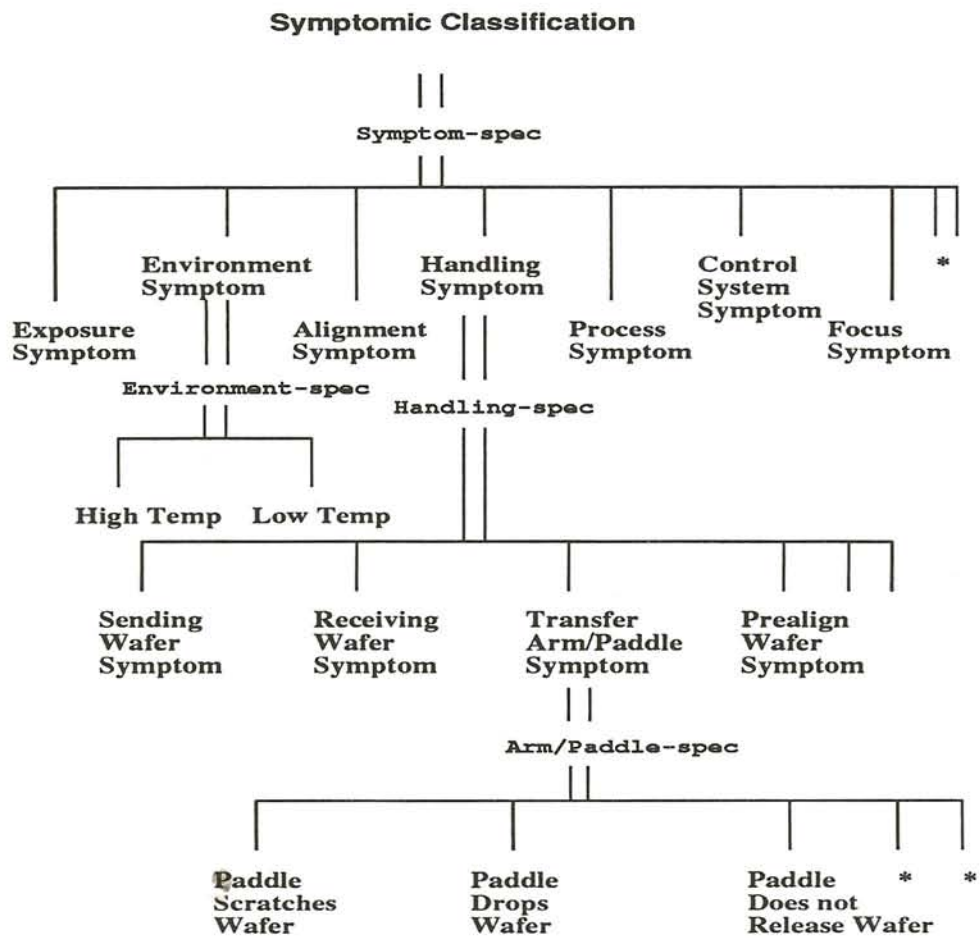 Symptomic Classification
Symptom-spec
Environment
Symptom
Handling
Symptom
Control
System
Symptom
*
Exposure
Symptom
Alignment
Symptom
Process
Symptom
Focus
Symptom
Environment-spec
Handling-spec
High Temp
Low Temp
Sending
Wafer
Symptom
Receiving
Wafer
Symptom
Transfer
Arm/Paddle
Symptom
Prealign
Wafer
Symptom
Arm/Paddle-spec
Paddle
Scratches
Wafer
Paddle
Drops
Wafer
Paddle
Does not
Release Wafer
*
*